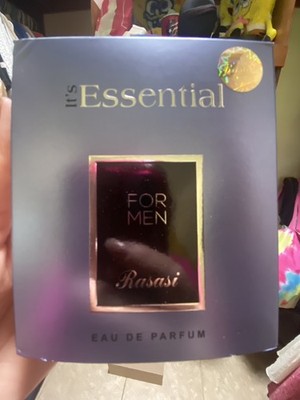 It's Essential
FOR
MEN
Rasasi
EAU DE PARFUM